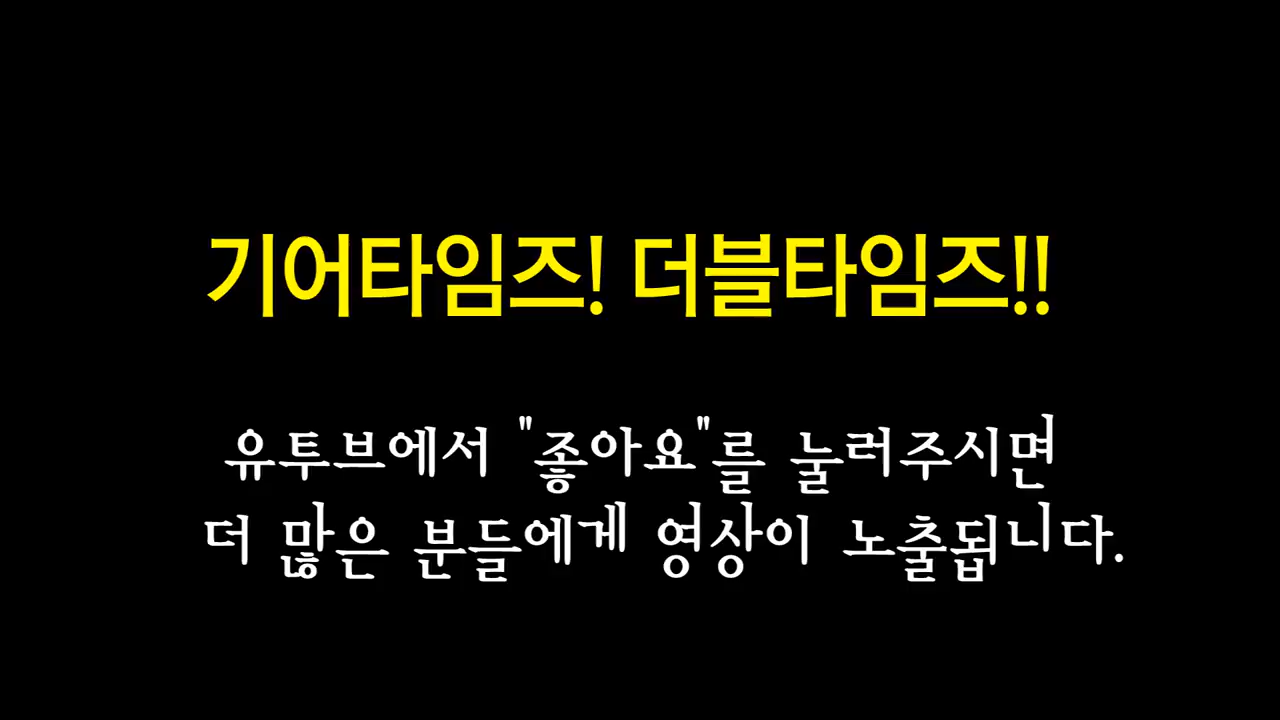 기어타임즈! 더블타임즈!!
유투브에서 "좋아요"를 눌러주시면
더 많은 분들에게 영상이 노출됩니다.